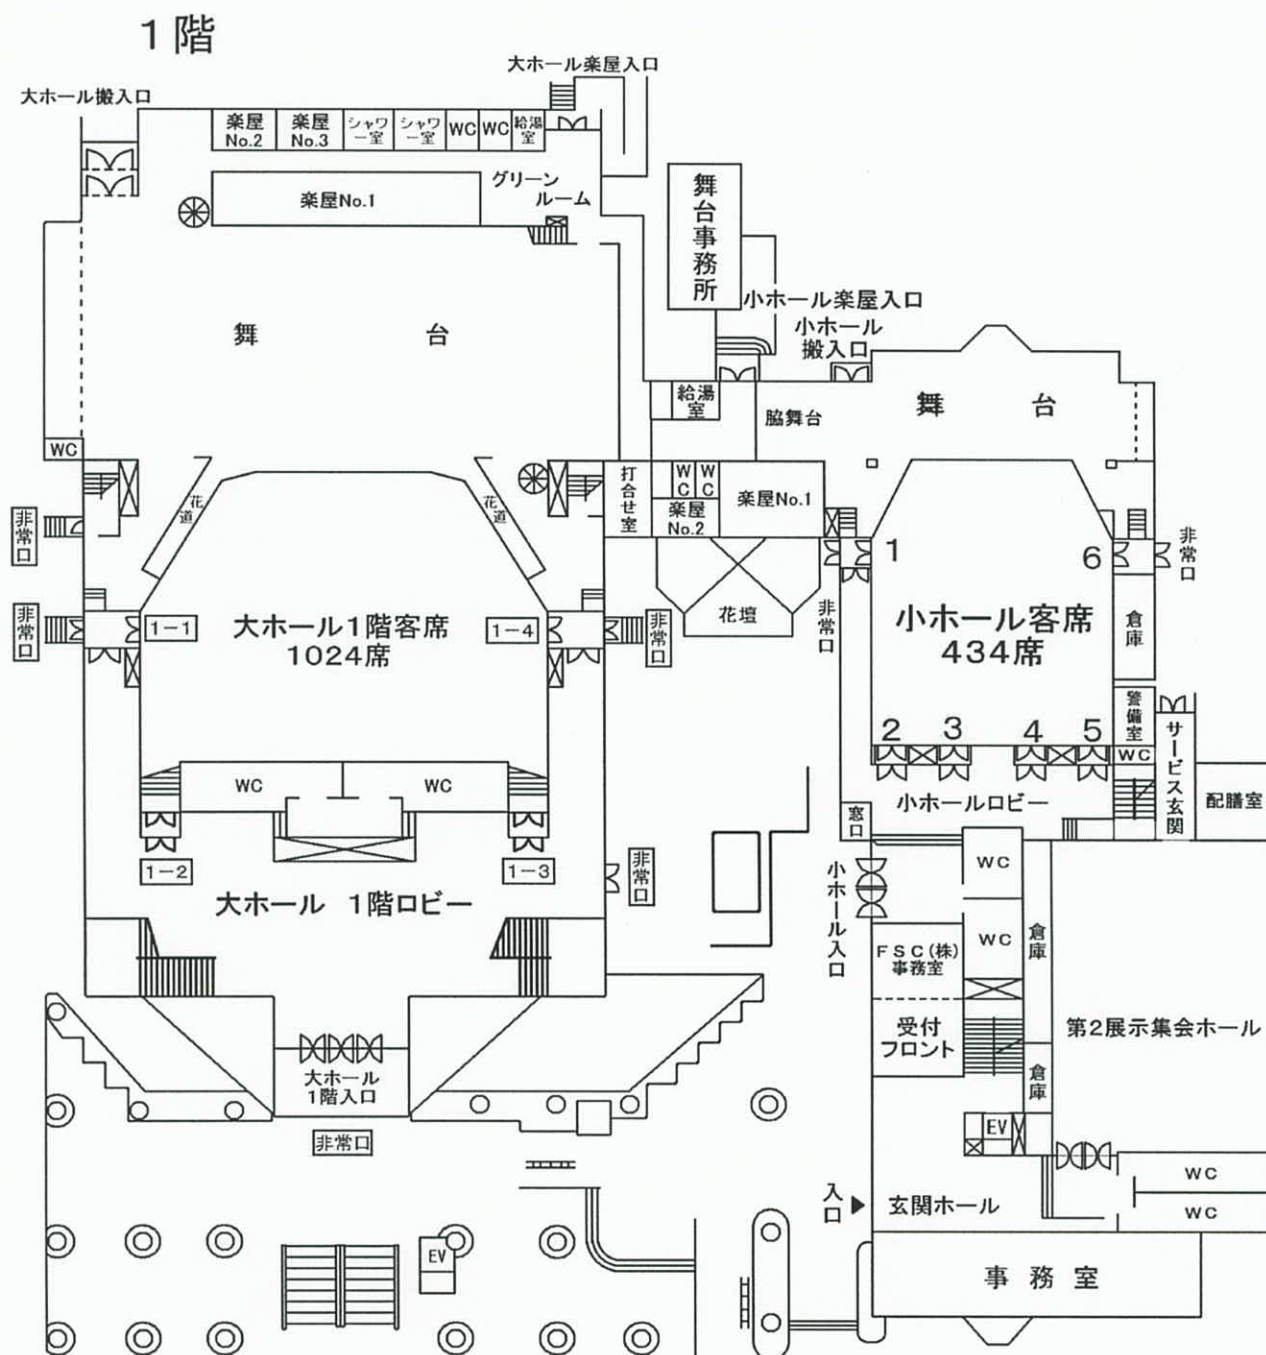 1階
大ホール楽屋入口
大ホール搬入口
楽屋
No.2
楽屋
No.3
シャワ
ー室
シャワ
ー室
WC
WC
給湯
室
楽屋No.1
グリーン
ルーム
舞台事務所
小ホール楽屋入口
小ホール
搬入口
舞 台
給湯
室
脇舞台
舞 台
WC
打合せ室
WC
WC
楽屋
No.2
楽屋No.1
花道
花道
非常口
非常口
1-1
大ホール1階客席
1024席
1-4
非常口
花壇
非常口
1
6
非常口
小ホール客席
434席
倉庫
警備室
WC
サービス玄関
配膳室
2
3
4
5
小ホールロビー
窓口
WC
WC
1-2
1-3
大ホール 1階ロビー
非常口
小ホール入口
WC
WC
倉庫
FSC(株)
事務室
受付
フロント
第2展示集会ホール
倉庫
大ホール
1階入口
非常口
EV
入口
玄関ホール
WC
WC
EV
事務室